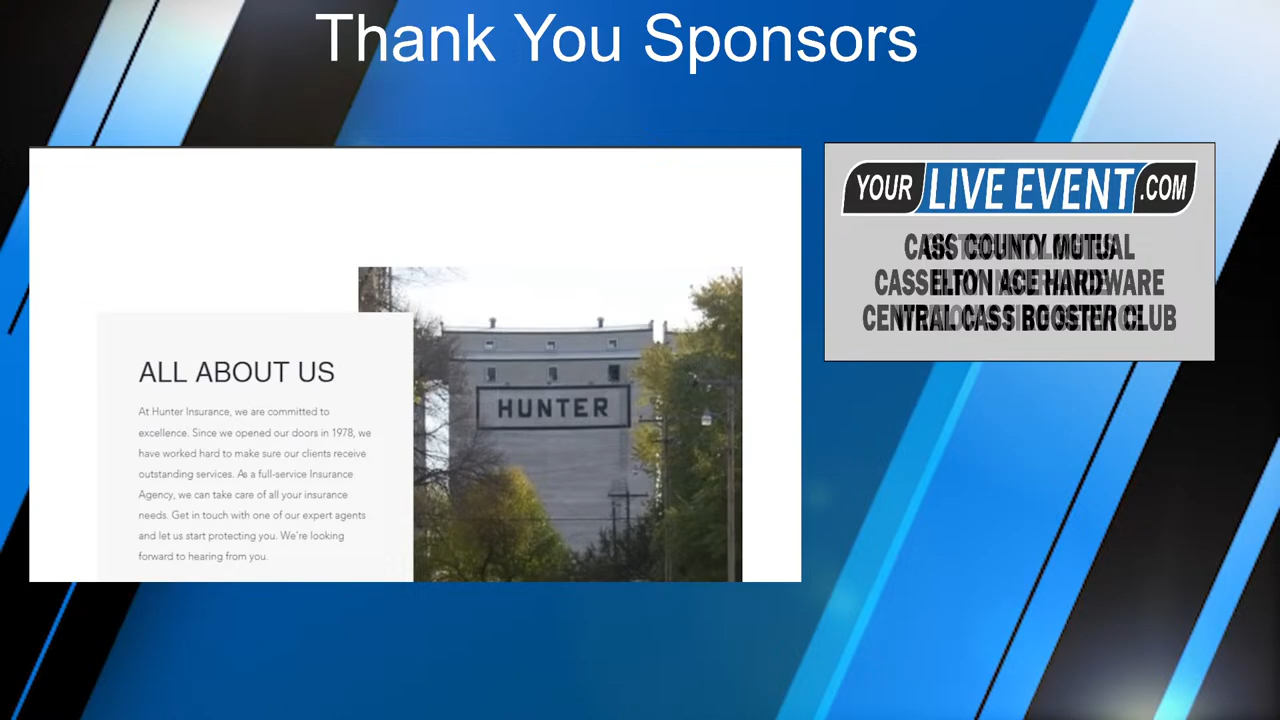 Thank You Sponsors
ALL ABOUT US
At Hunter Insurance, we are committed to
excellence. Since we opened our doors in 1978, we
have worked hard to make sure our clients receive
outstanding services. As a full-service Insurance
Agency, we can take care of all your insurance
needs. Get in touch with one of our expert agents
and let us start protecting you. We're looking
forward to hearing from you.
HUNTER
YOUR LIVE EVENT .COM
CASS COUNTY MUTUAL
CASSELTON ACE HARDWARE
CENTRAL CASS BOOSTER CLUB